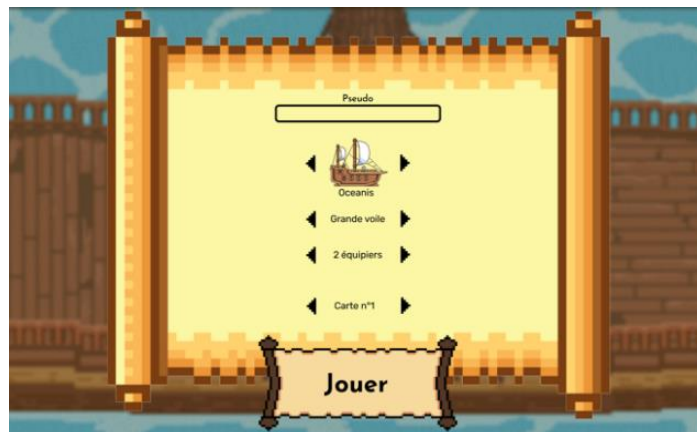 Pseudo
Oceanis
Grande voile
2 équipiers
Carte n°1
Jouer